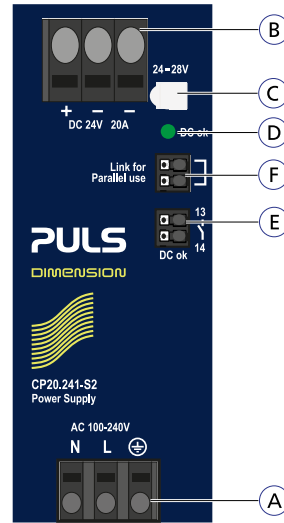 B
24-28V
C
+ − −
DC 24V 20A
D
DC ok
Link for
Parallel use
F
13
E
14
DC ok
PULS
DIMENSION
CP20.241-S2
Power Supply
AC 100-240V
N L
A